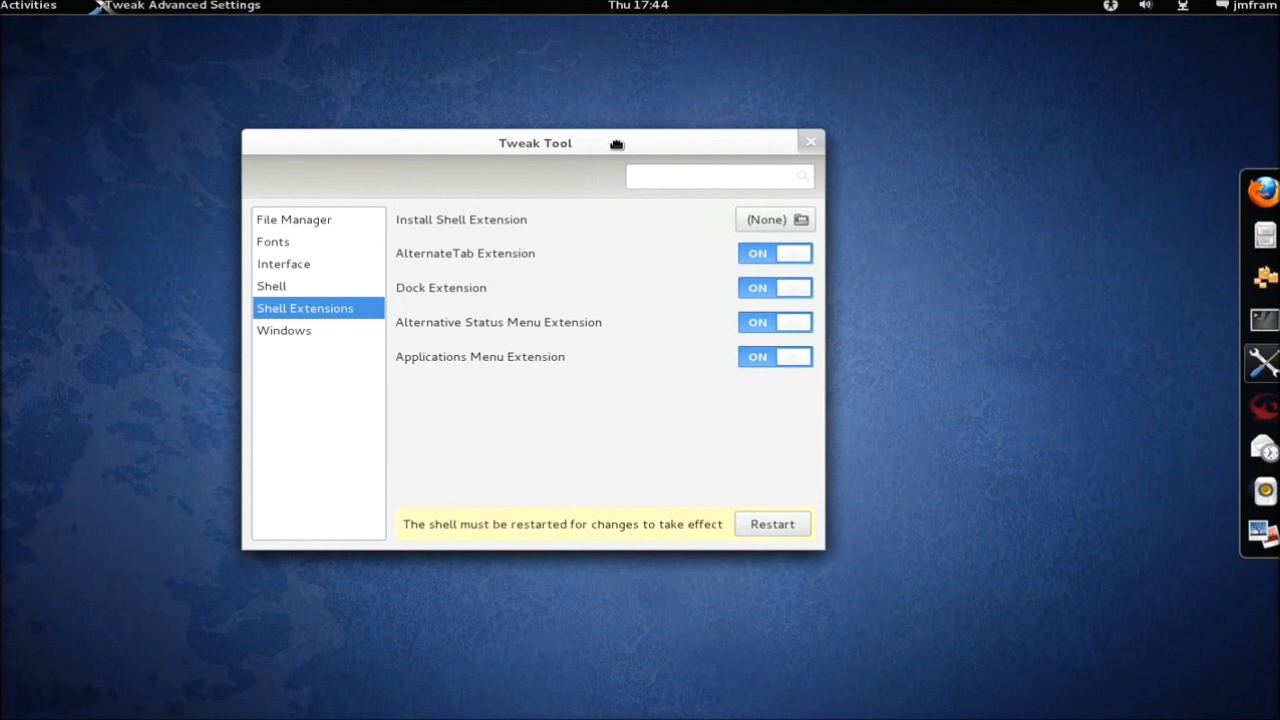 Activities Tweak Advanced Settings Thu 17:44 jmfram
Tweak Tool
File Manager
Fonts
Interface
Shell
Shell Extensions
Windows
Install Shell Extension (None)
AlternateTab Extension ON
Dock Extension ON
Alternative Status Menu Extension ON
Applications Menu Extension ON
The shell must be restarted for changes to take effect Restart